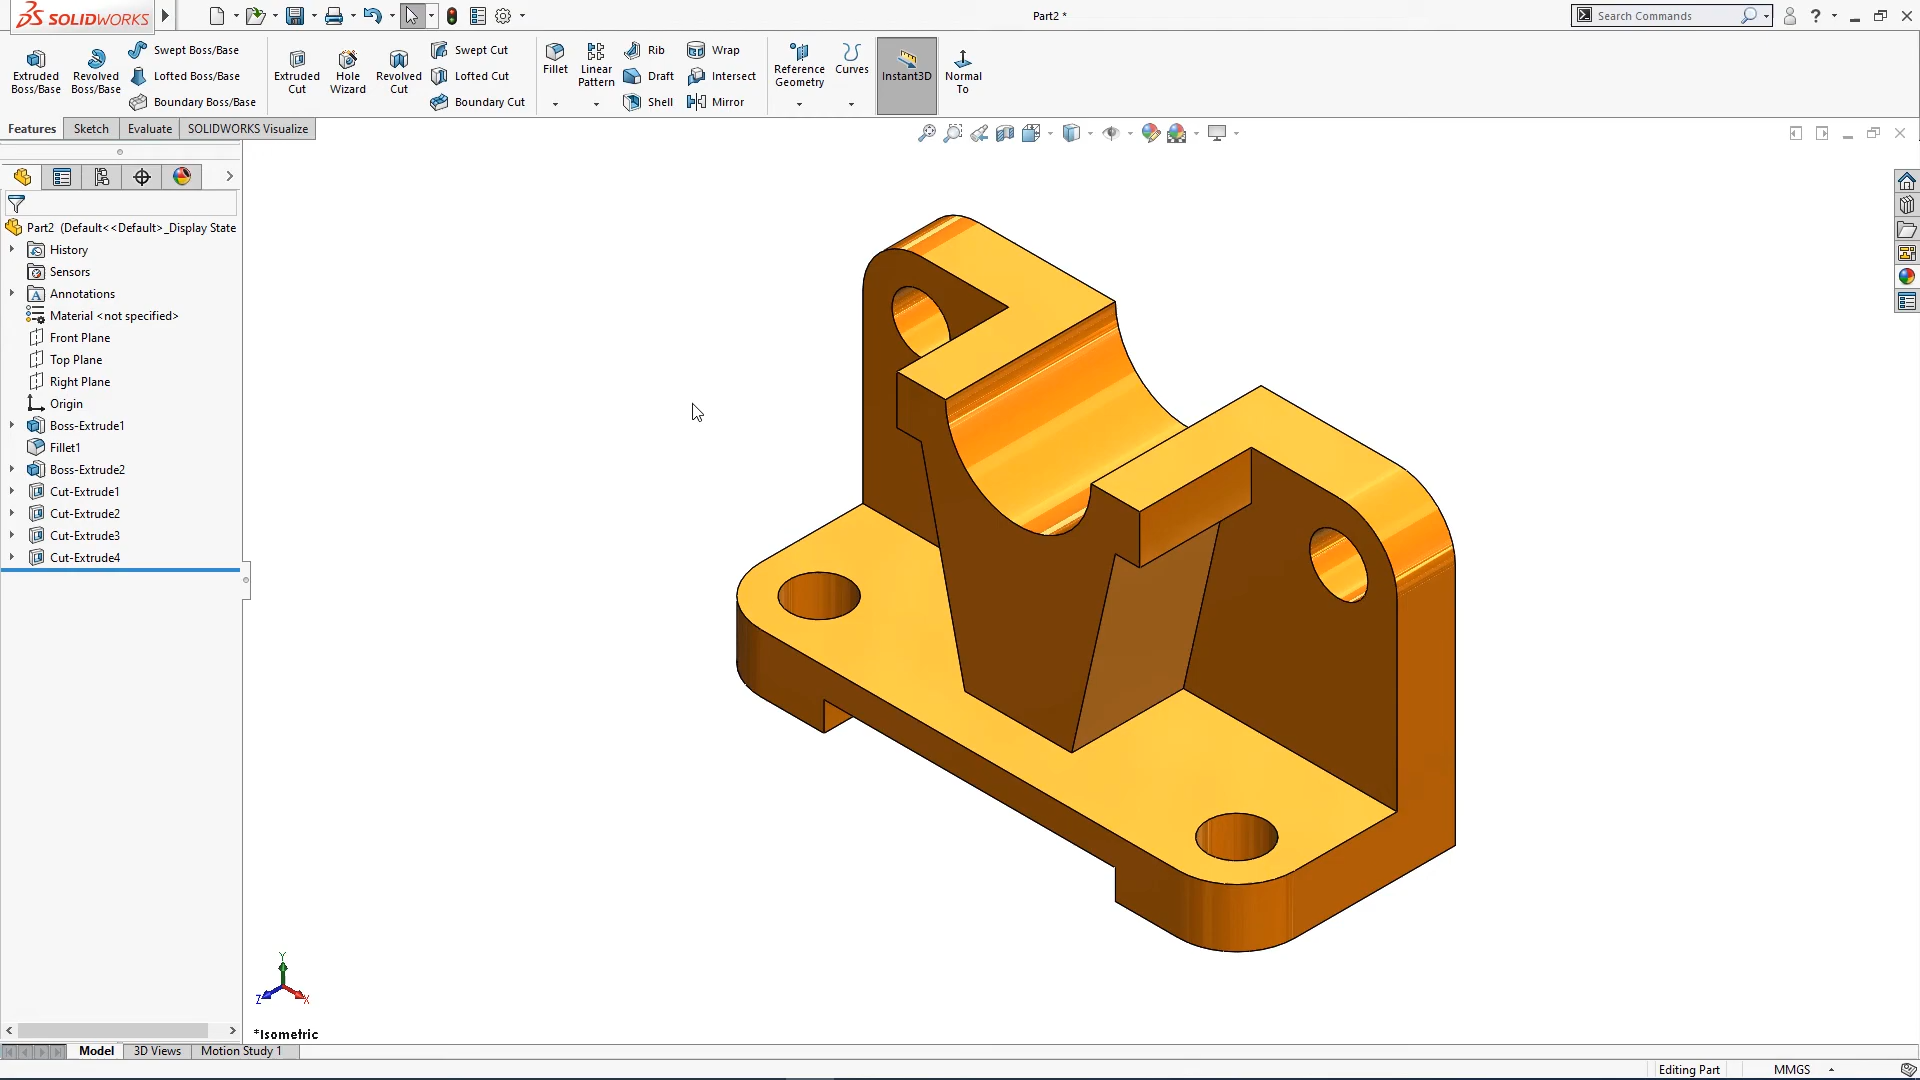 SOLIDWORKS
Part2 *
Search Commands
Extruded Boss/Base
Revolved Boss/Base
Swept Boss/Base
Lofted Boss/Base
Boundary Boss/Base
Extruded Cut
Hole Wizard
Revolved Cut
Swept Cut
Lofted Cut
Boundary Cut
Fillet
Linear Pattern
Rib
Draft
Shell
Wrap
Intersect
Mirror
Reference Geometry
Curves
Instant3D
Normal To
Features
Sketch
Evaluate
SOLIDWORKS Visualize
Part2 (Default<<Default>_Display State
History
Sensors
Annotations
Material <not specified>
Front Plane
Top Plane
Right Plane
Origin
Boss-Extrude1
Fillet1
Boss-Extrude2
Cut-Extrude1
Cut-Extrude2
Cut-Extrude3
Cut-Extrude4
Y
Z
X
*Isometric
Model
3D Views
Motion Study 1
Editing Part
MMGS